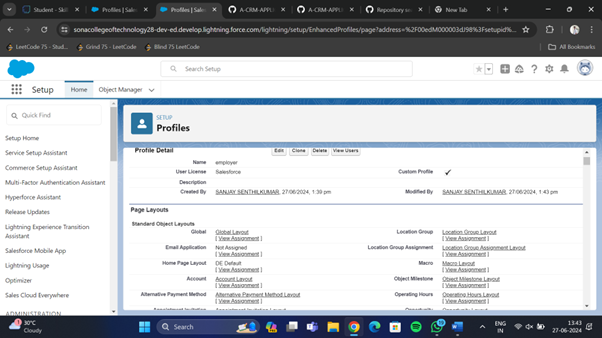 Student - Skill
Profiles | Sales
Profiles | Sales
A-CRM-APPLI
A-CRM-APPLI
Repository se
New Tab
sonacollegeoftechnology28-dev-ed.develop.lightning.force.com/lightning/setup/EnhancedProfiles/page?address=%2F00edM000003dJ98%3Fsetupid%
LeetCode 75 - Stud...
Grind 75 - LeetCode
Blind 75 LeetCode
All Bookmarks
Search Setup
Setup
Home
Object Manager
Quick Find
Setup Home
Service Setup Assistant
Commerce Setup Assistant
Multi-Factor Authentication Assistant
Hyperforce Assistant
Release Updates
Lightning Experience Transition
Assistant
Salesforce Mobile App
Lightning Usage
Optimizer
Sales Cloud Everywhere
ADMINISTRATION
SETUP
Profiles
Profile Detail
Edit Clone Delete View Users
Name employer
User License Salesforce Custom Profile ✓
Description
Created By SANJAY SENTHILKUMAR, 27/06/2024, 1:39 pm Modified By SANJAY SENTHILKUMAR, 27/06/2024, 1:43 pm
Page Layouts
Standard Object Layouts
Global Global Layout Location Group Location Group Layout
[ View Assignment ] [ View Assignment ]
Email Application Not Assigned Location Group Assignment Location Group Assignment Layout
[ View Assignment ] [ View Assignment ]
Home Page Layout DE Default Macro Macro Layout
[ View Assignment ] [ View Assignment ]
Account Account Layout Object Milestone Object Milestone Layout
[ View Assignment ] [ View Assignment ]
Alternative Payment Method Alternative Payment Method Layout Operating Hours Operating Hours Layout
[ View Assignment ] [ View Assignment ]
30°C
Cloudy
Search
ENG
IN
13:43
27-06-2024